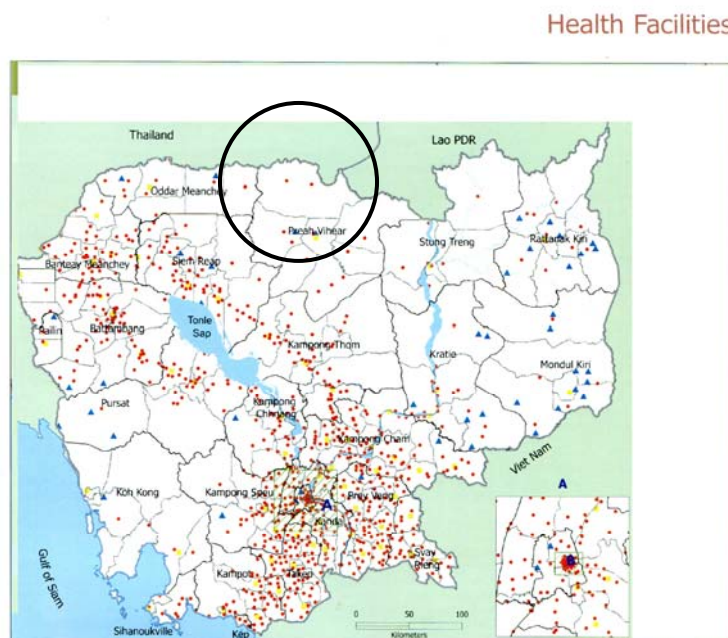 Health Facilities
Thailand
Lao PDR
Oddar Meanchey
Preah Vihear
Stung Treng
Rattanak Kiri
Banteay Meanchey
Siem Reap
Pailin
Battambang
Tonle
Sap
Kampong Thom
Kratie
Mondul Kiri
Pursat
Kampong
Chhnang
Kampong Cham
Viet Nam
A
Koh Kong
Kampong Speu
A
Prey Veng
Kandal
B
Svay
Rieng
Gulf of Siam
Kampot
Takeo
0 50 100
Kilometers
Sihanoukville
Kep